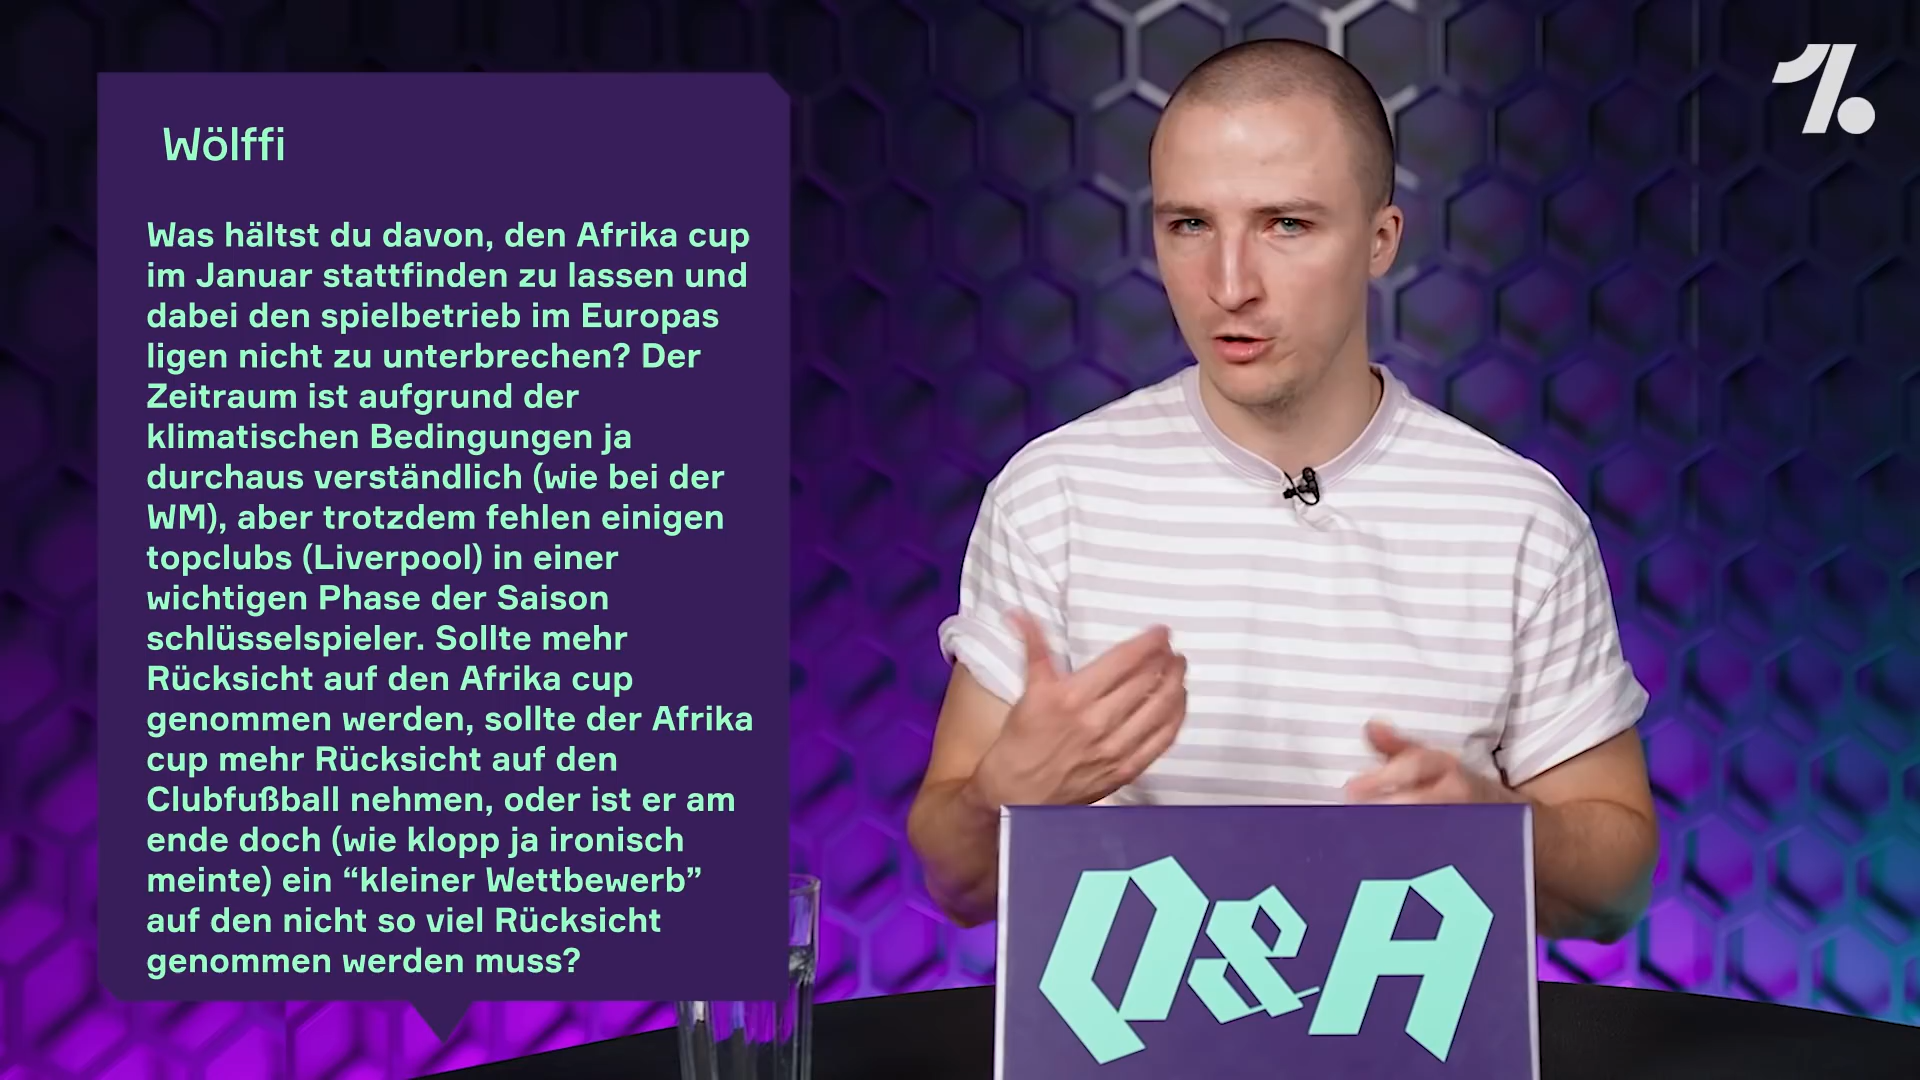 Wölffi
Was hältst du davon, den Afrika cup
im Januar stattfinden zu lassen und
dabei den spielbetrieb im Europas
ligen nicht zu unterbrechen? Der
Zeitraum ist aufgrund der
klimatischen Bedingungen ja
durchaus verständlich (wie bei der
WM), aber trotzdem fehlen einigen
topclubs (Liverpool) in einer
wichtigen Phase der Saison
schlüsselspieler. Sollte mehr
Rücksicht auf den Afrika cup
genommen werden, sollte der Afrika
cup mehr Rücksicht auf den
Clubfußball nehmen, oder ist er am
ende doch (wie klopp ja ironisch
meinte) ein “kleiner Wettbewerb”
auf den nicht so viel Rücksicht
genommen werden muss?
Q&A
1.